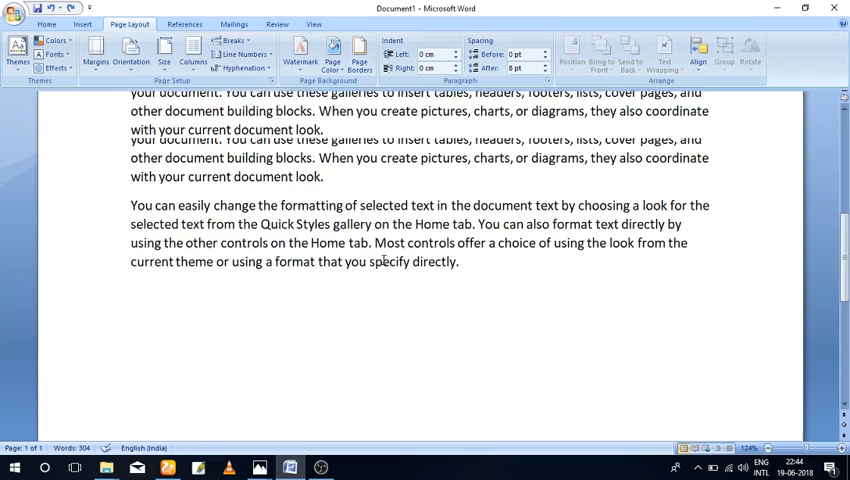 Document1 - Microsoft Word
Home Insert Page Layout References Mailings Review View
Themes
Colors
Fonts
Effects
Themes
Margins
Orientation
Size
Columns
Breaks
Line Numbers
Hyphenation
Page Setup
Watermark
Page Color
Page Borders
Page Background
Indent
Left: 0 cm
Right: 0 cm
Spacing
Before: 0 pt
After: 8 pt
Paragraph
Position
Bring to Front
Send to Back
Text Wrapping
Align
Group
Rotate
Arrange
your document. You can use these galleries to insert tables, headers, footers, lists, cover pages, and
other document building blocks. When you create pictures, charts, or diagrams, they also coordinate
with your current document look.
your document. You can use these galleries to insert tables, headers, footers, lists, cover pages, and
other document building blocks. When you create pictures, charts, or diagrams, they also coordinate
with your current document look.
You can easily change the formatting of selected text in the document text by choosing a look for the
selected text from the Quick Styles gallery on the Home tab. You can also format text directly by
using the other controls on the Home tab. Most controls offer a choice of using the look from the
current theme or using a format that you specify directly.
Page: 1 of 1 Words: 304 English (India) 124%
ENG 22:44
INTL 19-06-2018